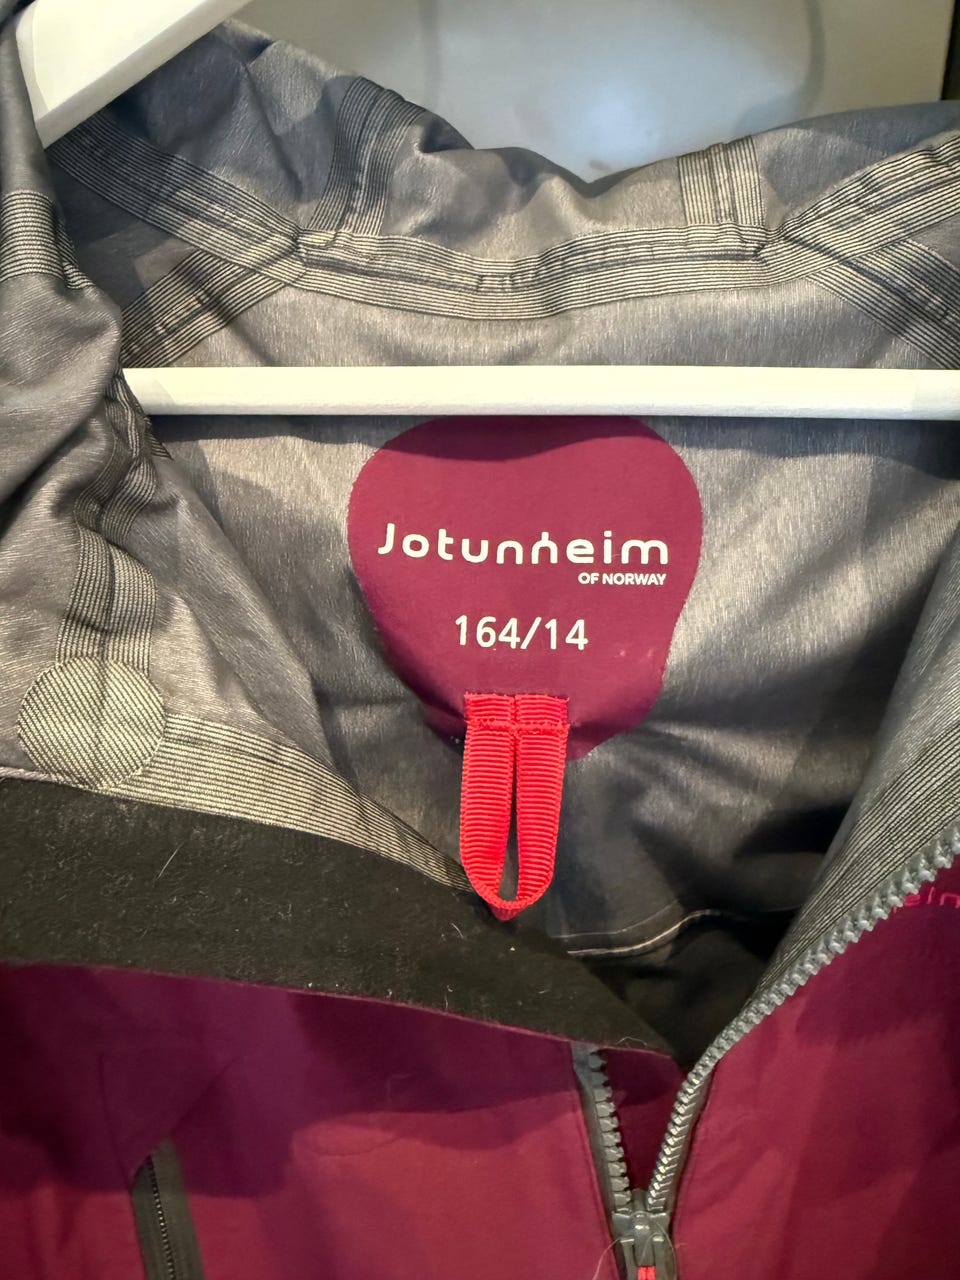 Jotunheim
OF NORWAY
164/14